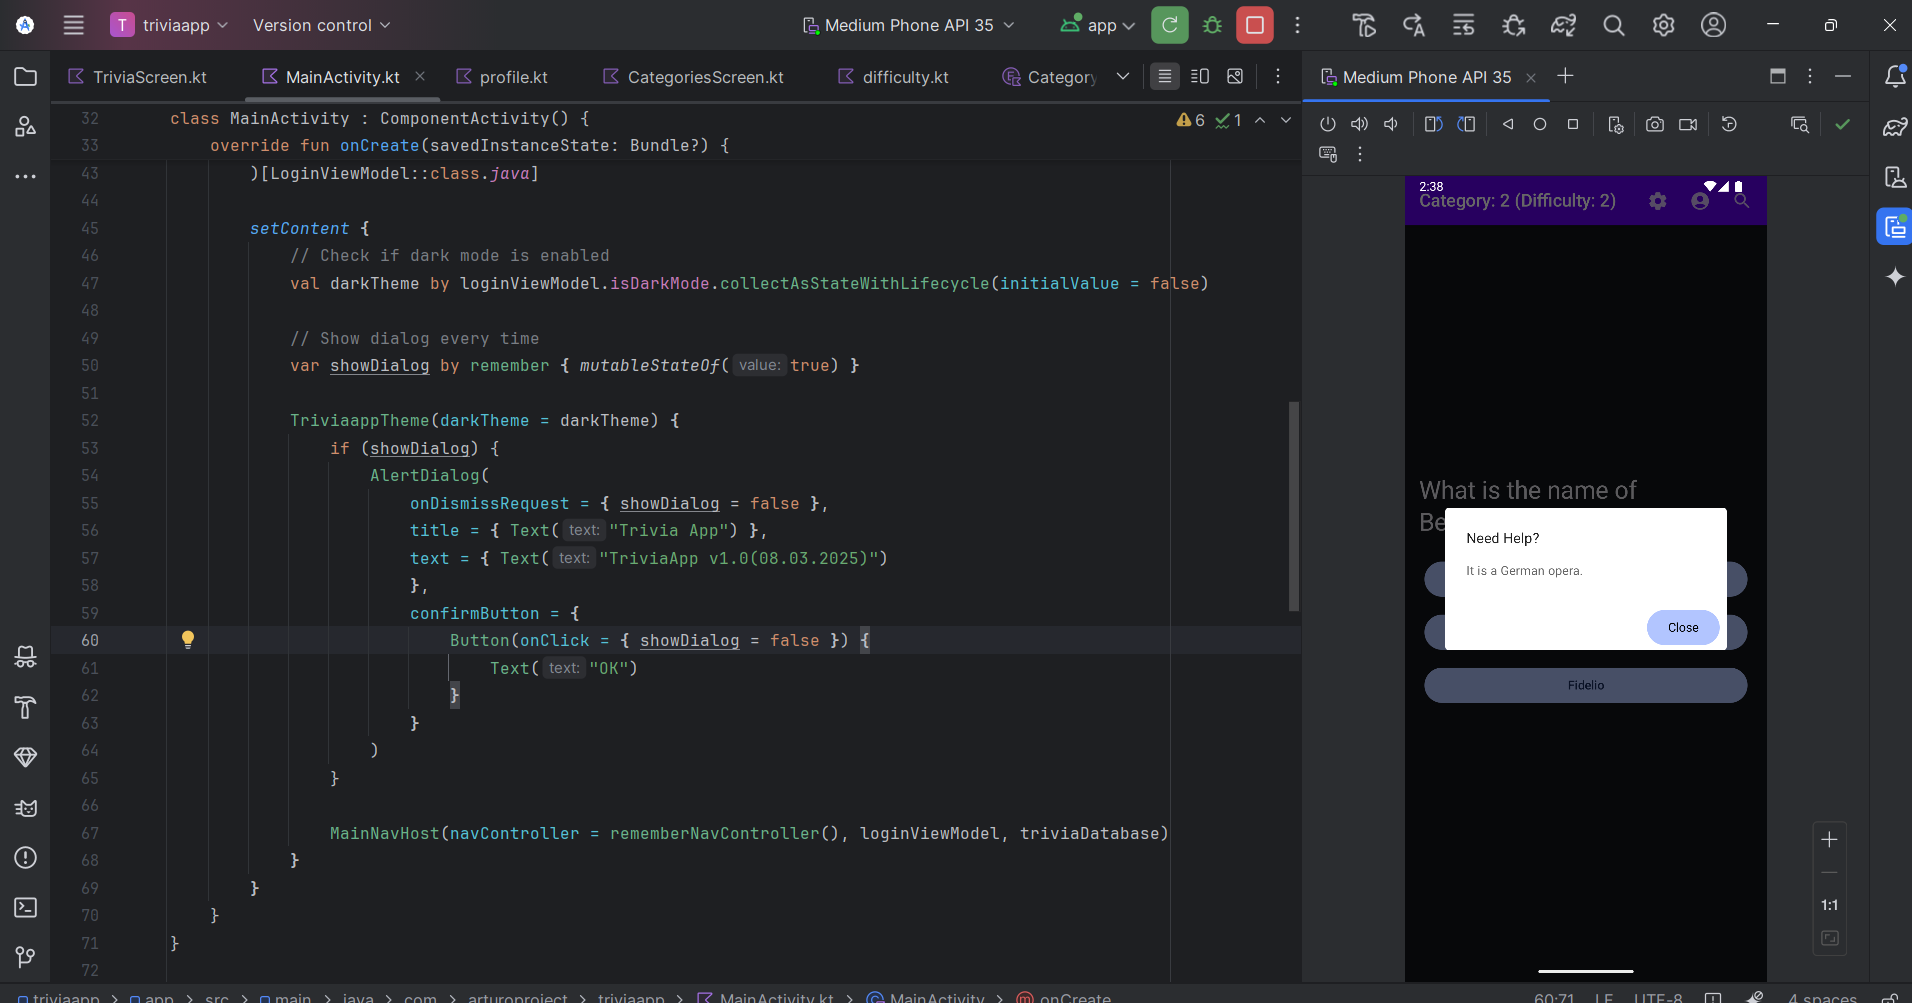 T triviaapp Version control Medium Phone API 35 app
TriviaScreen.kt MainActivity.kt profile.kt CategoriesScreen.kt difficulty.kt Category
Medium Phone API 35
32 class MainActivity : ComponentActivity() {
6 1
33 override fun onCreate(savedInstanceState: Bundle?) {
43 )[LoginViewModel::class.java]
44
45 setContent {
46 // Check if dark mode is enabled
47 val darkTheme by loginViewModel.isDarkMode.collectAsStateWithLifecycle(initialValue = false)
48
49 // Show dialog every time
50 var showDialog by remember { mutableStateOf( value: true) }
51
52 TriviaappTheme(darkTheme = darkTheme) {
53 if (showDialog) {
54 AlertDialog(
55 onDismissRequest = { showDialog = false },
56 title = { Text( text: "Trivia App") },
57 text = { Text( text: "TriviaApp v1.0(08.03.2025)")
58 },
59 confirmButton = {
60 Button(onClick = { showDialog = false }) {
61 Text( text: "OK")
62 }
63 }
64 )
65 }
66
67 MainNavHost(navController = rememberNavController(), loginViewModel, triviaDatabase)
68 }
69 }
70 }
71 }
72
2:38
Category: 2 (Difficulty: 2)
What is the name of
Be
Need Help?
It is a German opera.
Close
Fidelio
1:1
triviaapp > app > src > main > java > com > arturoproject > triviaapp > MainActivity.kt > MainActivity > onCreate
60:71 LF UTF-8 4 spaces